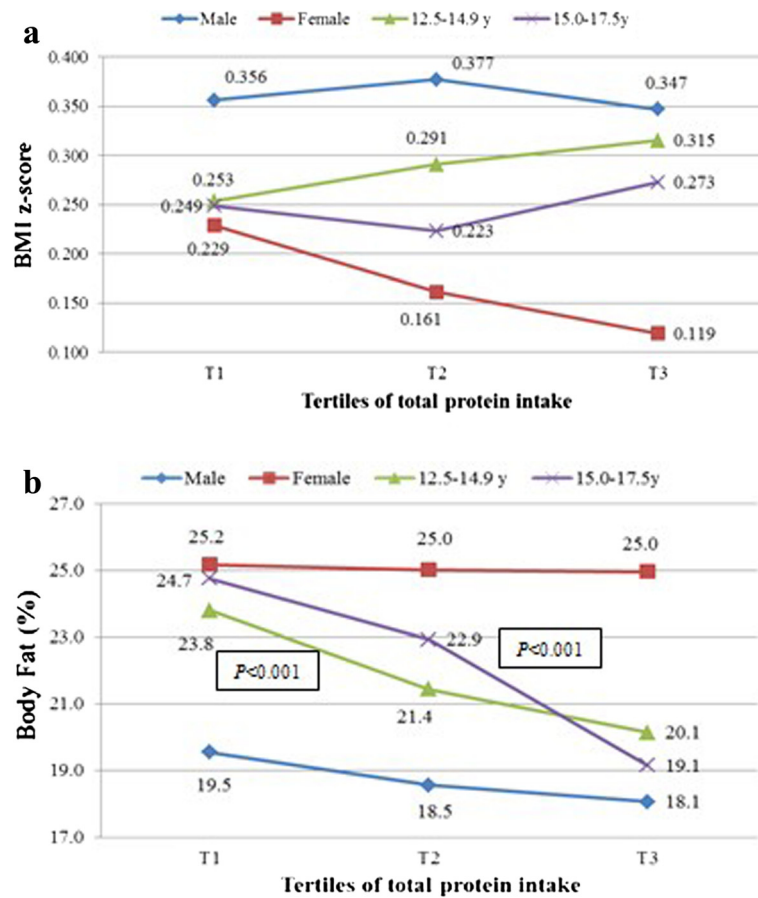 a
Male Female 12.5-14.9 y 15.0-17.5y
0.400
0.350
0.300
0.250
0.200
0.150
0.100
BMI z-score
0.356
0.377
0.347
0.253
0.291
0.315
0.249
0.223
0.273
0.229
0.161
0.119
T1 T2 T3
Tertiles of total protein intake
b
Male Female 12.5-14.9 y 15.0-17.5y
27.0
25.0
23.0
21.0
19.0
17.0
Body Fat (%)
25.2 25.0 25.0
24.7
22.9
19.1
23.8
21.4
20.1
P<0.001
P<0.001
19.5
18.5
18.1
T1 T2 T3
Tertiles of total protein intake